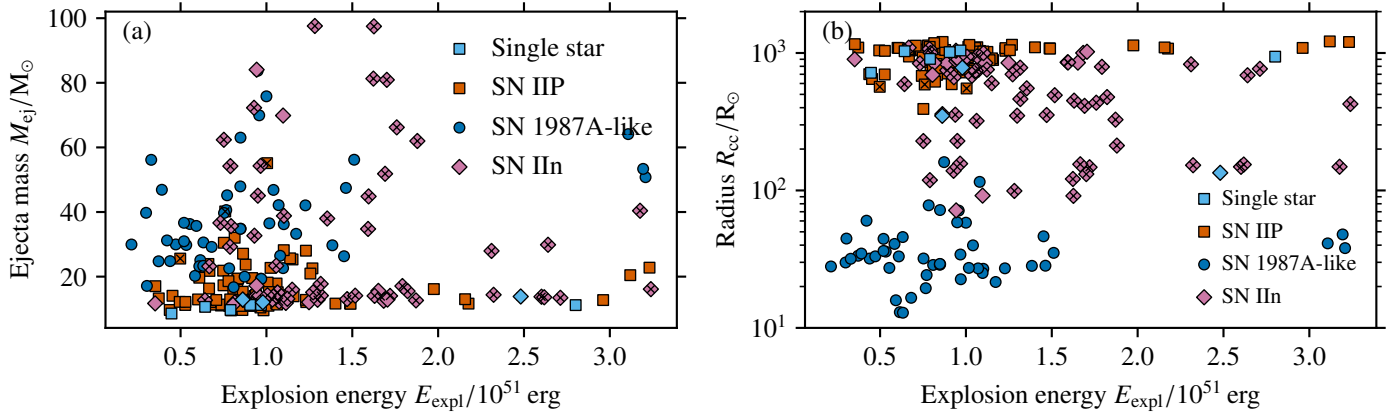 (a)
100
80
60
40
20
Ejecta mass M_ej/M_⊙
Single star
SN IIP
SN 1987A-like
SN IIn
0.5 1.0 1.5 2.0 2.5 3.0
Explosion energy E_expl/10^51 erg
(b)
10^3
10^2
10^1
Radius R_cc/R_⊙
Single star
SN IIP
SN 1987A-like
SN IIn
0.5 1.0 1.5 2.0 2.5 3.0
Explosion energy E_expl/10^51 erg